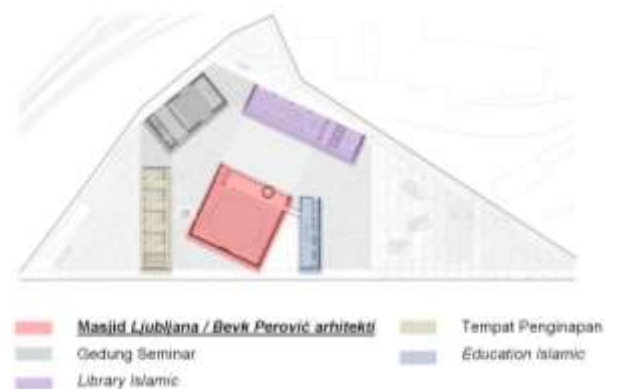 Masjid Ljubljana / Bevk Perović arhitekti
Gedung Seminar
Library Islamic
Tempat Penginapan
Education Islamic